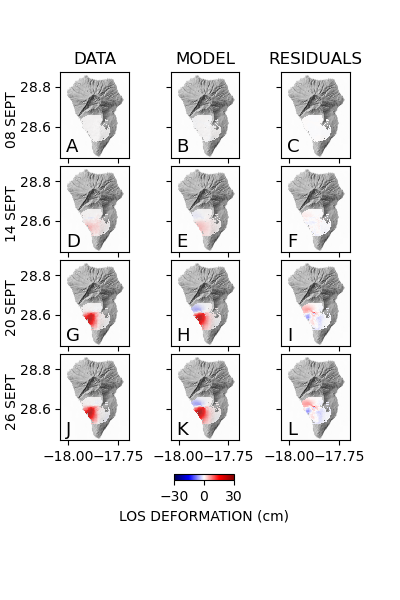 DATA MODEL RESIDUALS
08 SEPT 28.8 28.6 A B C
14 SEPT 28.8 28.6 D E F
20 SEPT 28.8 28.6 G H I
26 SEPT 28.8 28.6 J K L
−18.00−17.75 −18.00−17.75 −18.00−17.75
−30 0 30
LOS DEFORMATION (cm)